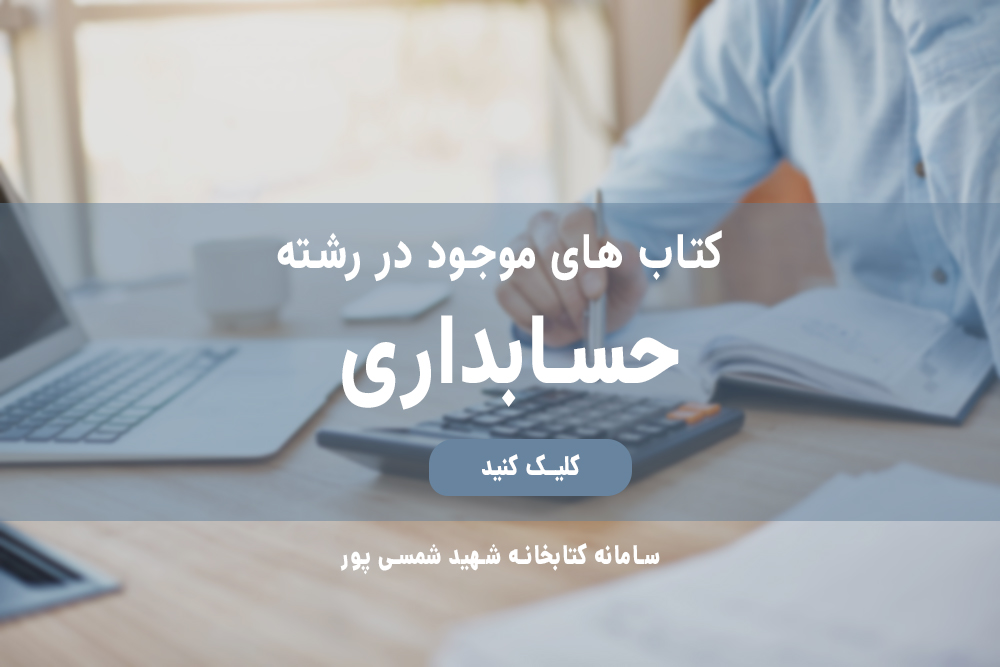 کتاب های موجود در رشته
حسابداری
کلیک کنید
سامانه کتابخانه شهید شمسی پور